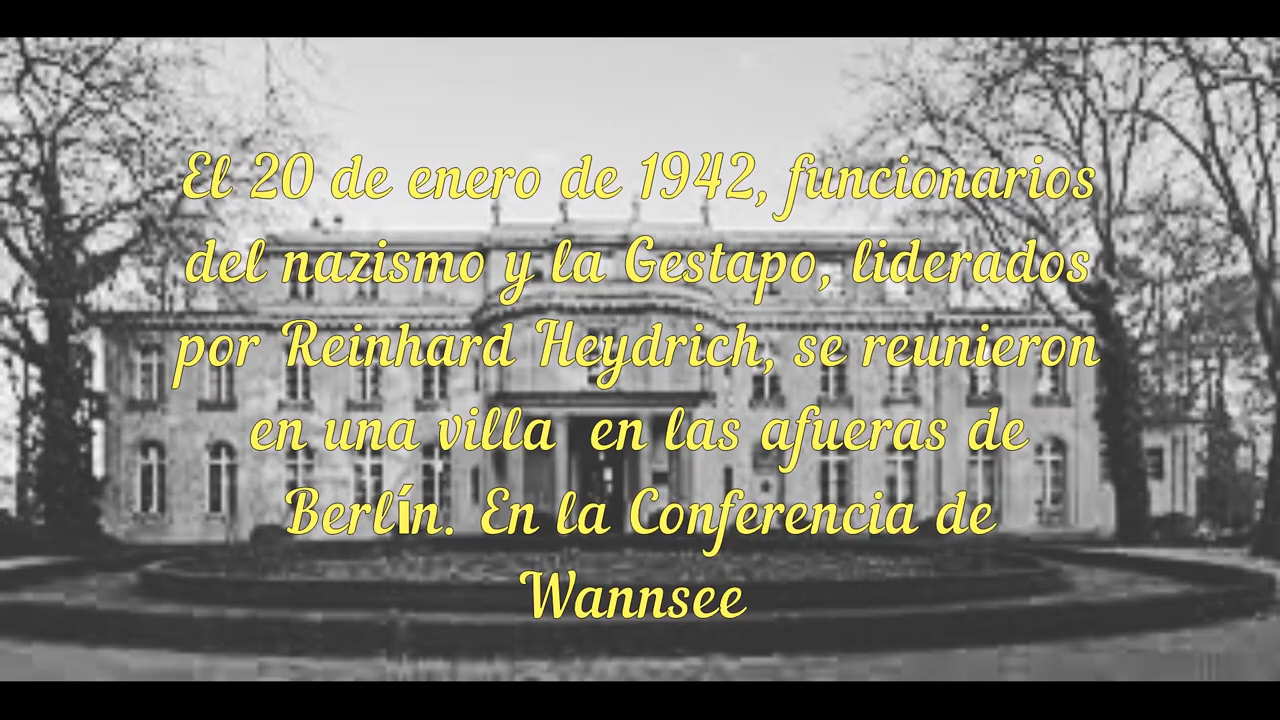 El 20 de enero de 1942, funcionarios
del nazismo y la Gestapo, liderados
por Reinhard Heydrich, se reunieron
en una villa  en las afueras de
Berlín. En la Conferencia de
Wannsee